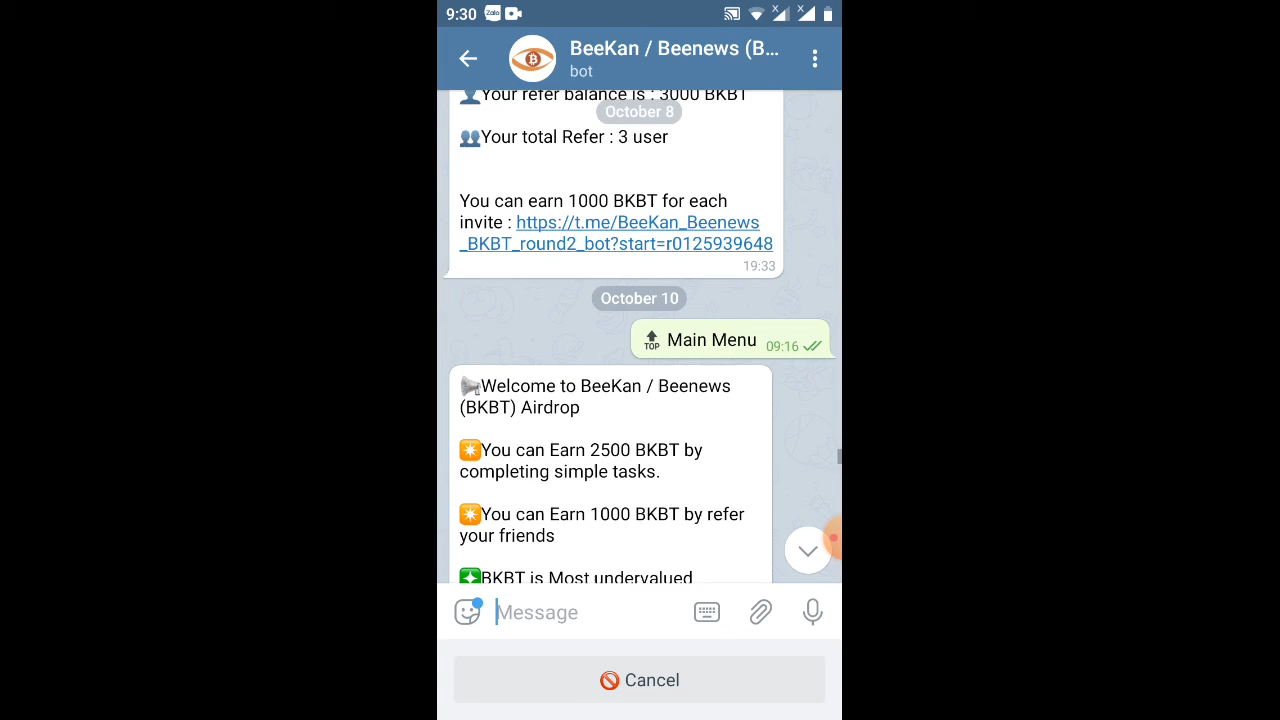 9:30 Zalo
BeeKan / Beenews (B...
bot
Your refer balance is : 3000 BKBT
October 8
Your total Refer : 3 user
You can earn 1000 BKBT for each
invite : https://t.me/BeeKan_Beenews
_BKBT_round2_bot?start=r0125939648
19:33
October 10
TOP Main Menu 09:16
Welcome to BeeKan / Beenews
(BKBT) Airdrop
You can Earn 2500 BKBT by
completing simple tasks.
You can Earn 1000 BKBT by refer
your friends
BKBT is Most undervalued
Message
Cancel